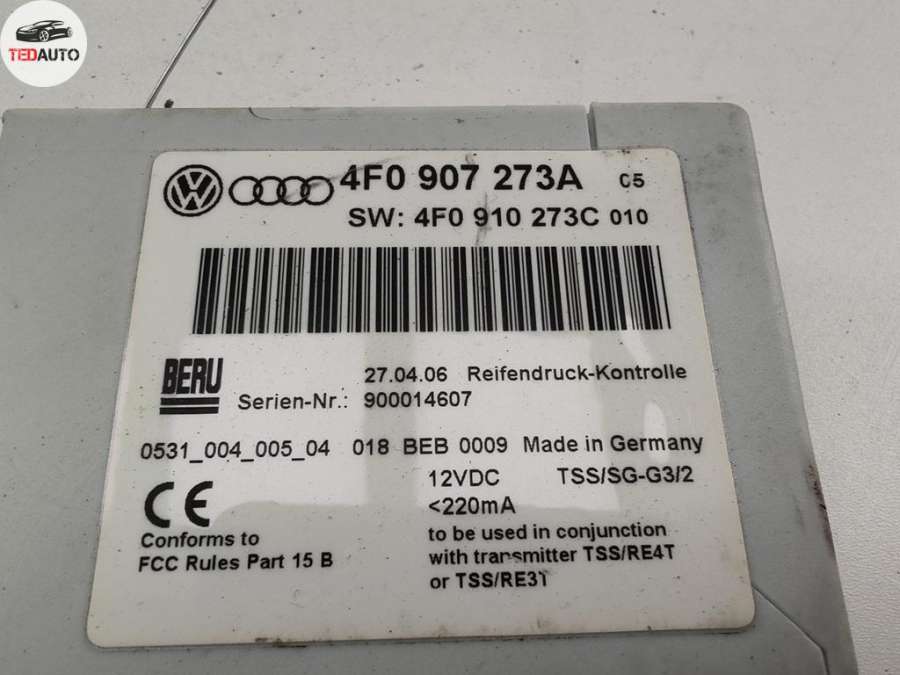 TEDAUTO
4F0 907 273A C5
SW: 4F0 910 273C 010
BERU
27.04.06 Reifendruck-Kontrolle
Serien-Nr.: 900014607
0531_004_005_04 018 BEB 0009 Made in Germany
12VDC TSS/SG-G3/2
<220mA
CE
Conforms to
FCC Rules Part 15 B
to be used in conjunction
with transmitter TSS/RE4T
or TSS/RE3T